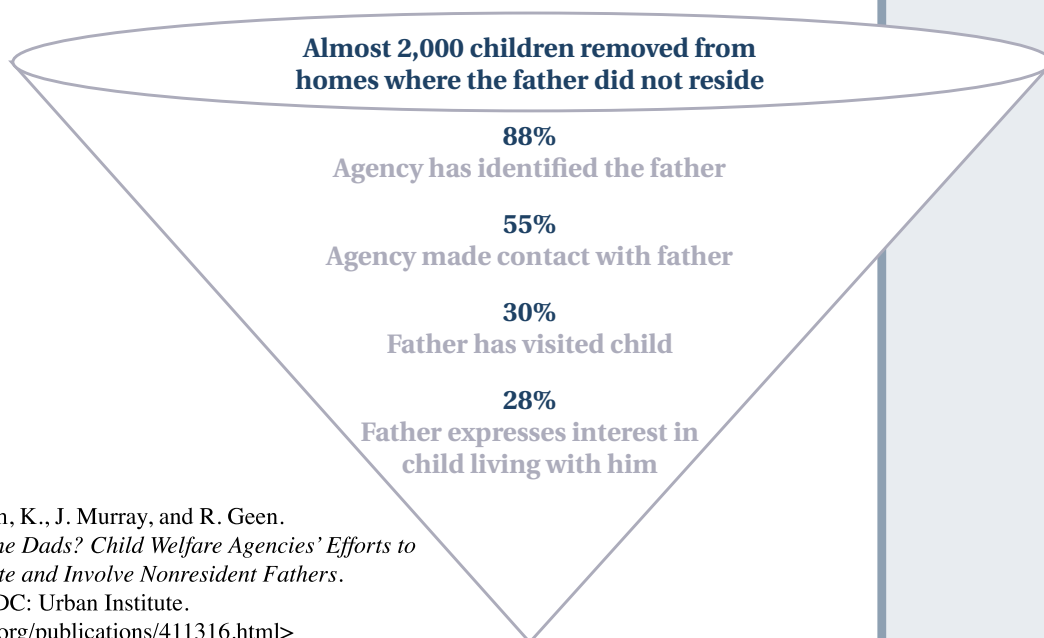 Almost 2,000 children removed from
homes where the father did not reside
88%
Agency has identified the father
55%
Agency made contact with father
30%
Father has visited child
28%
Father expresses interest in
child living with him
K., J. Murray, and R. Geen.
Dads? Child Welfare Agencies’ Efforts to
and Involve Nonresident Fathers.
DC: Urban Institute.
org/publications/411316.html>